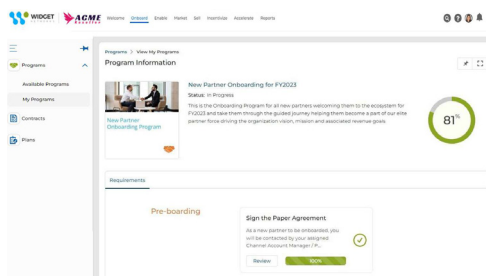 WIDGET
ACME
Welcome Onboard Enable Market Sell Incentivize Accelerate Reports
Programs
Available Programs
My Programs
Contracts
Plans
Programs > View My Programs
Program Information
New Partner
Onboarding Program
New Partner Onboarding for FY2023
Status: In Progress
This is the Onboarding Program for all new partners welcoming them to the ecosystem for
FY2023 and take them through the guided journey helping them become a part of our elite
partner force driving the organization vision, mission and associated revenue goals.
81%
Requirements
Pre-boarding
Sign the Paper Agreement
As a new partner to be onboarded, you
will be contacted by your assigned
Channel Account Manager / P...
Review
100%